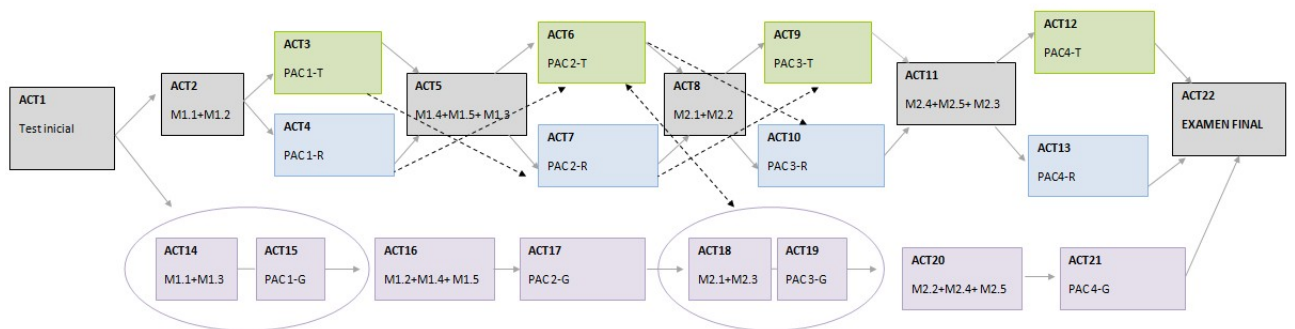 ACT1
Test inicial
ACT2
M1.1+M1.2
ACT3
PAC1-T
ACT4
PAC1-R
ACT5
M1.4+M1.5+ M1.3
ACT6
PAC2-T
ACT7
PAC2-R
ACT8
M2.1+M2.2
ACT9
PAC3-T
ACT10
PAC3-R
ACT11
M2.4+M2.5+ M2.3
ACT12
PAC4-T
ACT13
PAC4-R
ACT22
EXAMEN FINAL
ACT14
M1.1+M1.3
ACT15
PAC1-G
ACT16
M1.2+M1.4+ M1.5
ACT17
PAC2-G
ACT18
M2.1+M2.3
ACT19
PAC3-G
ACT20
M2.2+M2.4+ M2.5
ACT21
PAC4-G